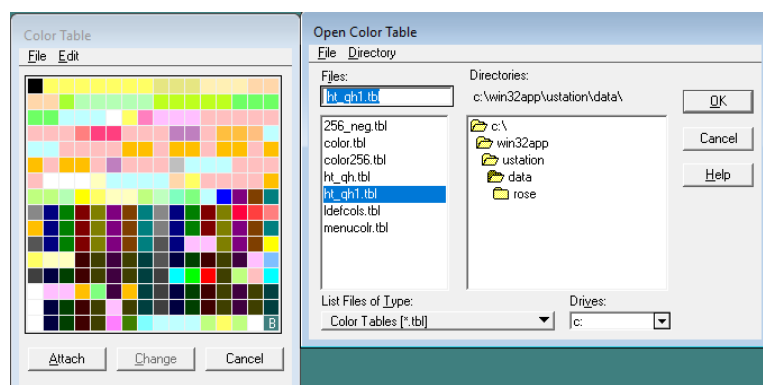 Color Table
File Edit
B
Attach Change Cancel
Open Color Table
File Directory
Files:
ht_qh1.tbl
256_neg.tbl
color.tbl
color256.tbl
ht_qh.tbl
ht_qh1.tbl
ldefcols.tbl
menucolr.tbl
List Files of Type:
Color Tables [*.tbl]
Directories:
c:\win32app\ustation\data\
c:\
win32app
ustation
data
rose
Drives:
c:
OK
Cancel
Help